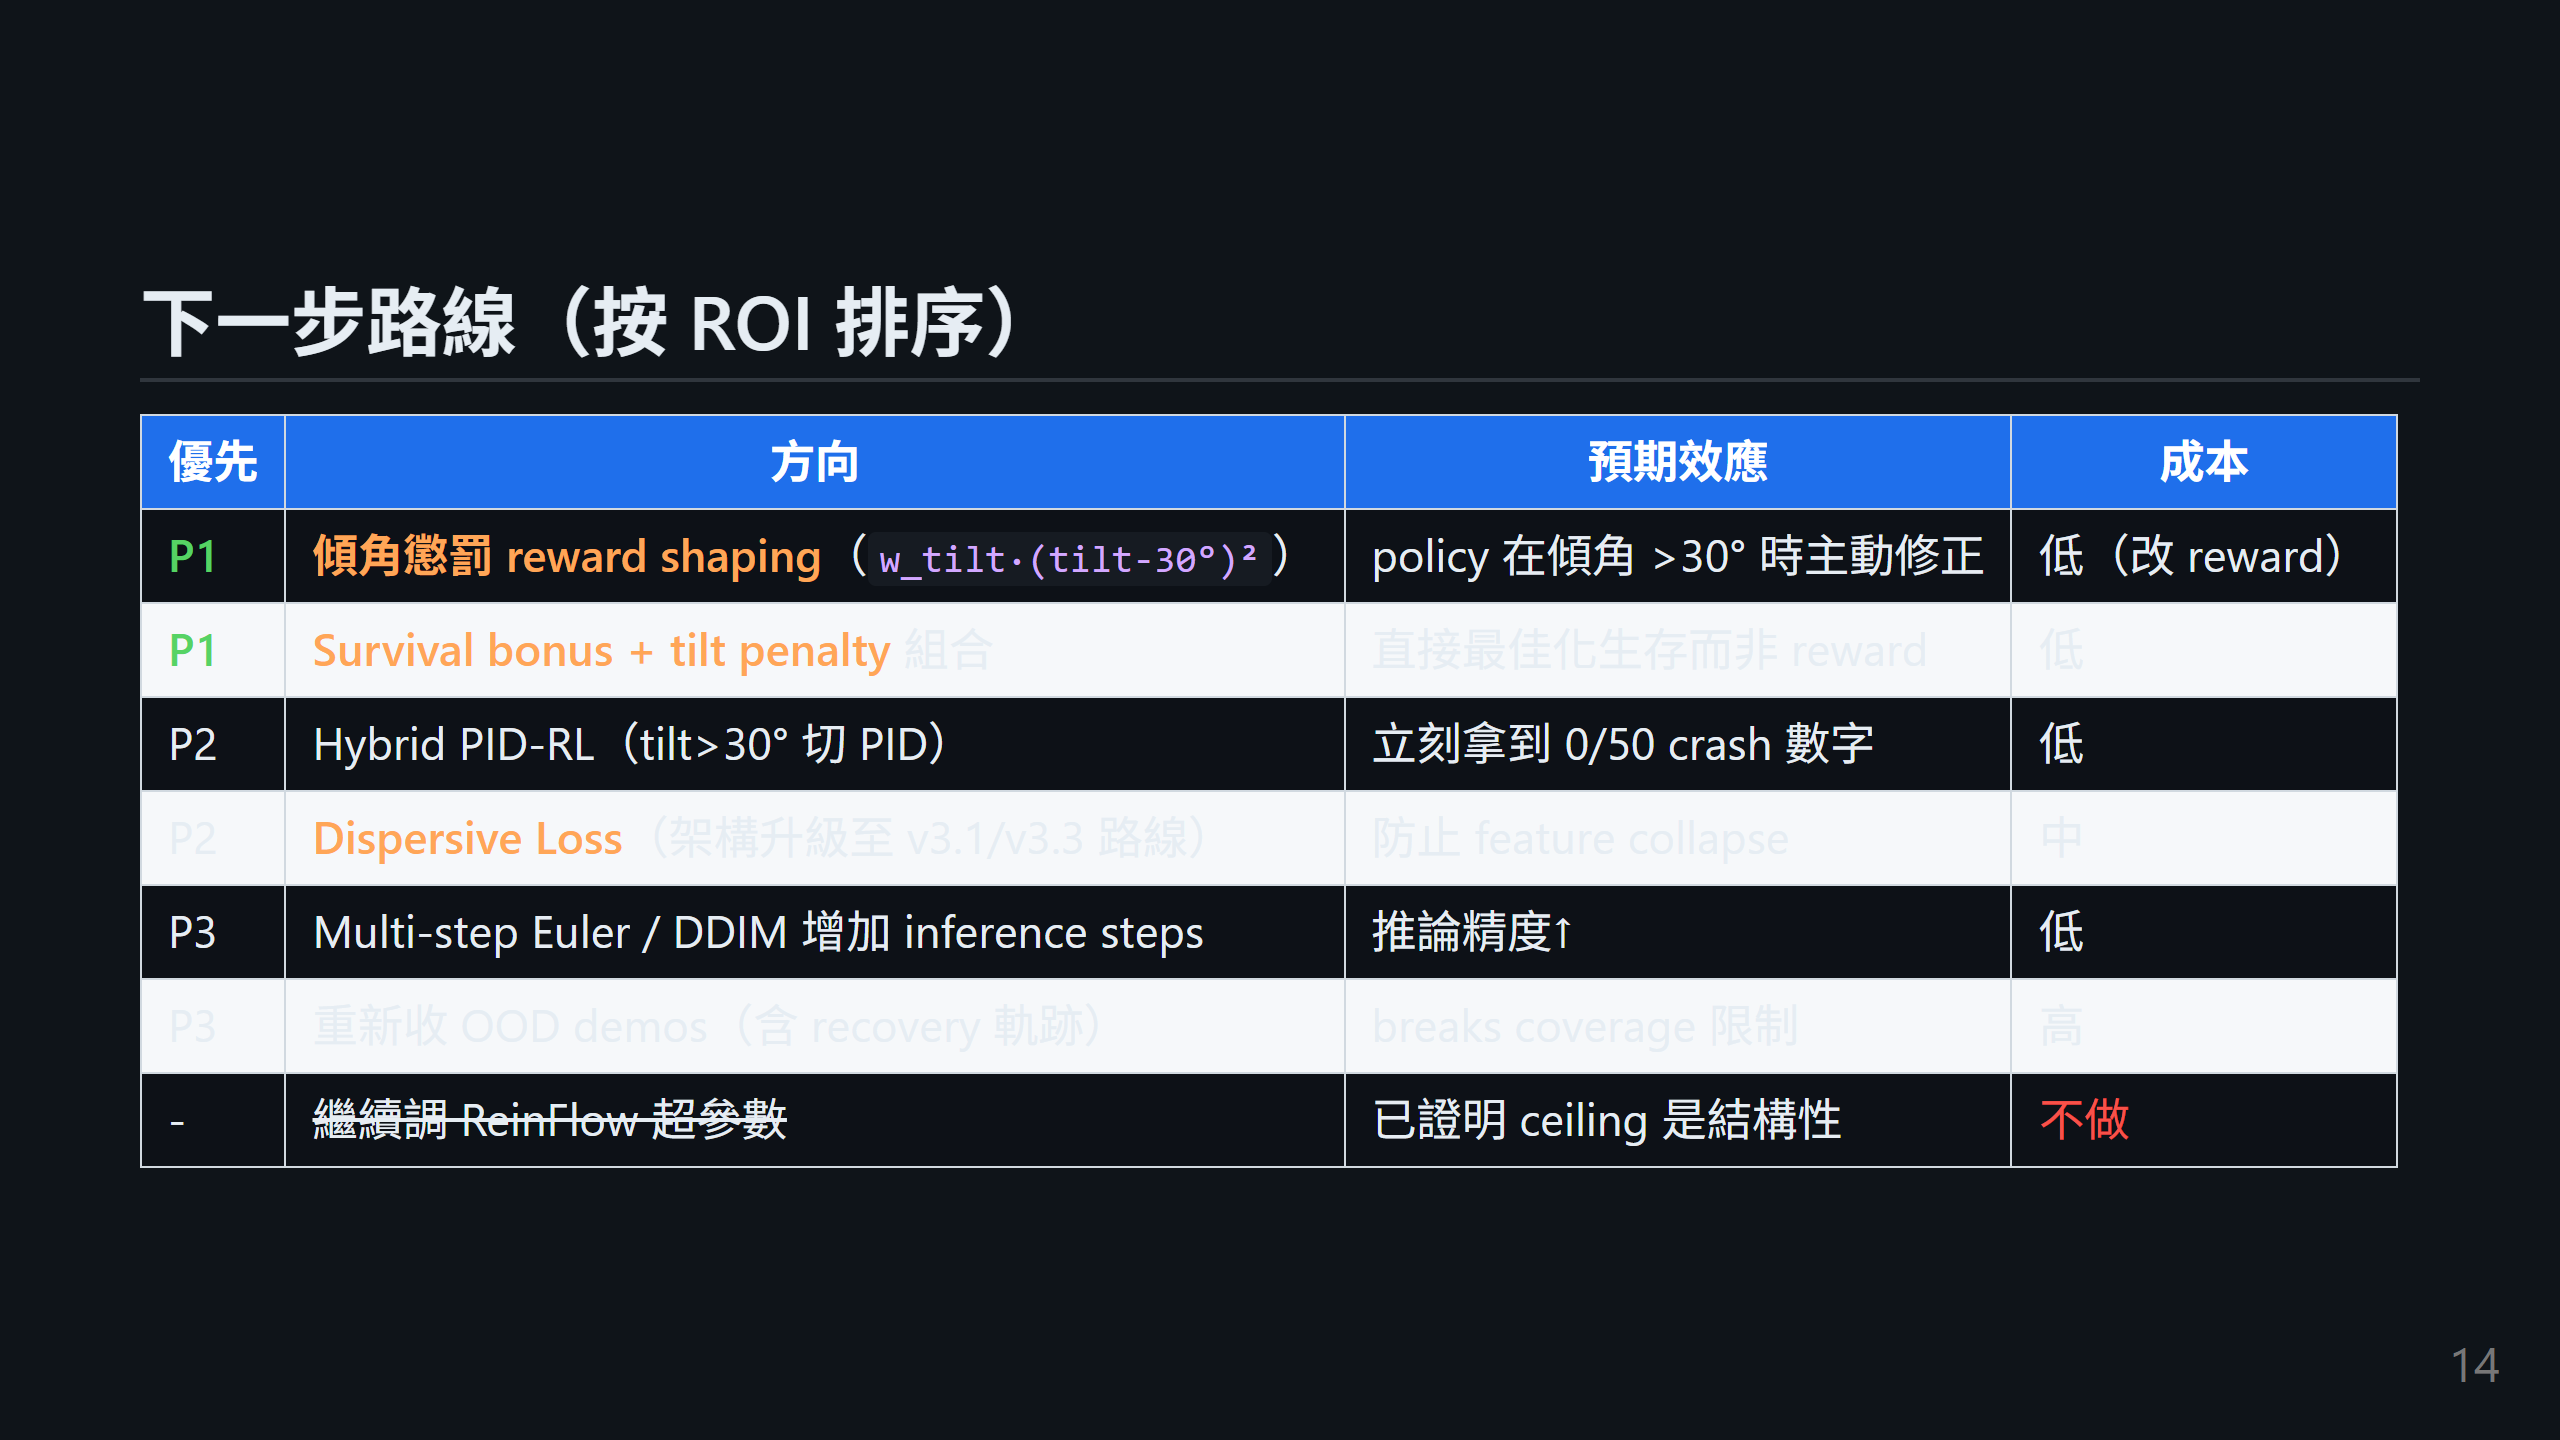 下一步路線（按 ROI 排序）
優先 方向 預期效應 成本
P1 傾角懲罰 reward shaping（w_tilt·(tilt-30°)²） policy 在傾角 >30° 時主動修正 低（改 reward）
P1 Survival bonus + tilt penalty 組合 直接最佳化生存而非 reward 低
P2 Hybrid PID-RL（tilt>30° 切 PID） 立刻拿到 0/50 crash 數字 低
P2 Dispersive Loss（架構升級至 v3.1/v3.3 路線） 防止 feature collapse 中
P3 Multi-step Euler / DDIM 增加 inference steps 推論精度↑ 低
P3 重新收 OOD demos（含 recovery 軌跡） breaks coverage 限制 高
- 繼續調 ReinFlow 超參數 已證明 ceiling 是結構性 不做
14